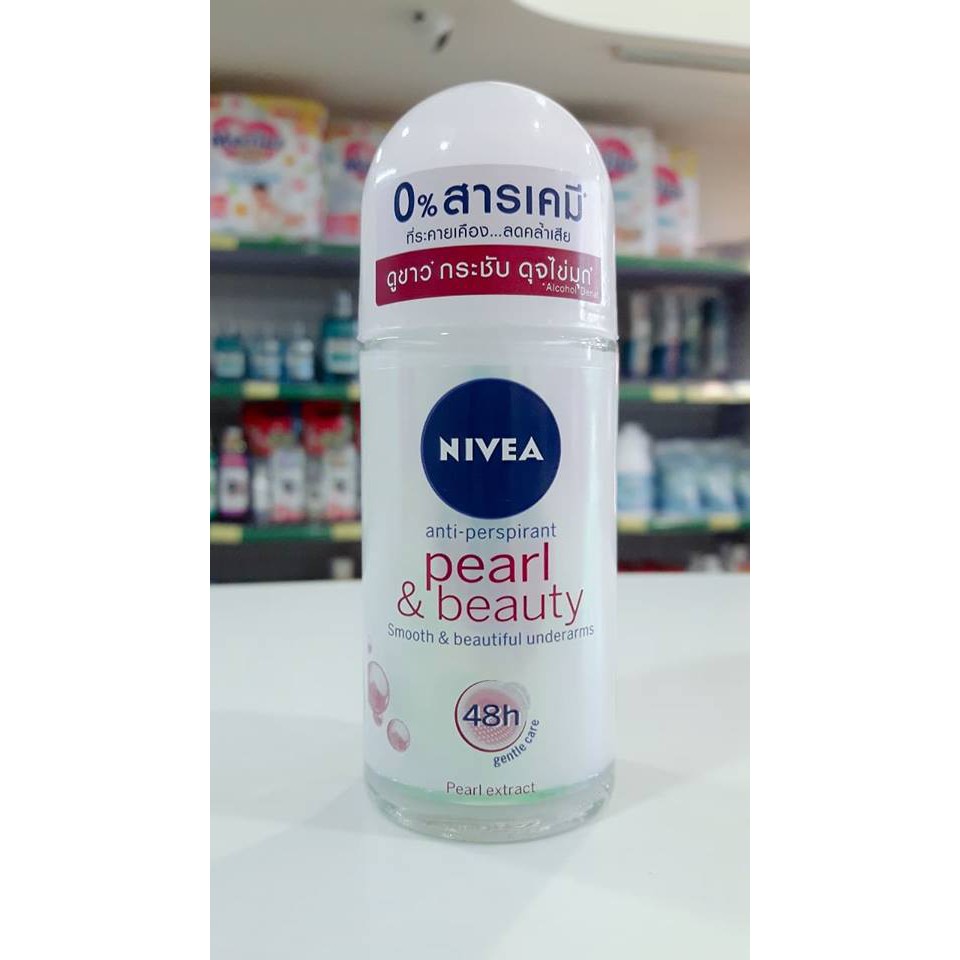 0% สารเคมี*
ที่ระคายเคือง...ลดคล้ำเสีย
ดูขาว* กระชับ ดุจไข่มุก*
*Alcohol
NIVEA
anti-perspirant
pearl
& beauty
Smooth & beautiful underarms
48h
gentle care
Pearl extract